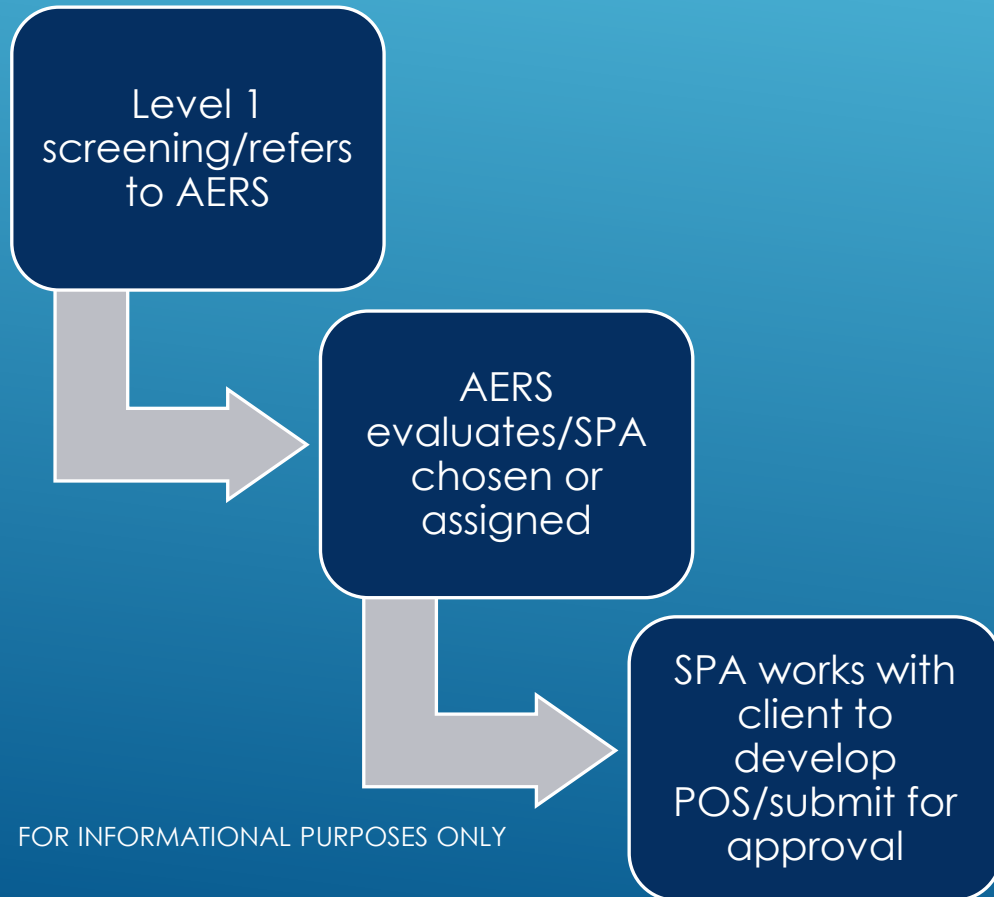 Level 1
screening/refers
to AERS
AERS
evaluates/SPA
chosen or
assigned
SPA works with
client to
develop
POS/submit for
approval
FOR INFORMATIONAL PURPOSES ONLY